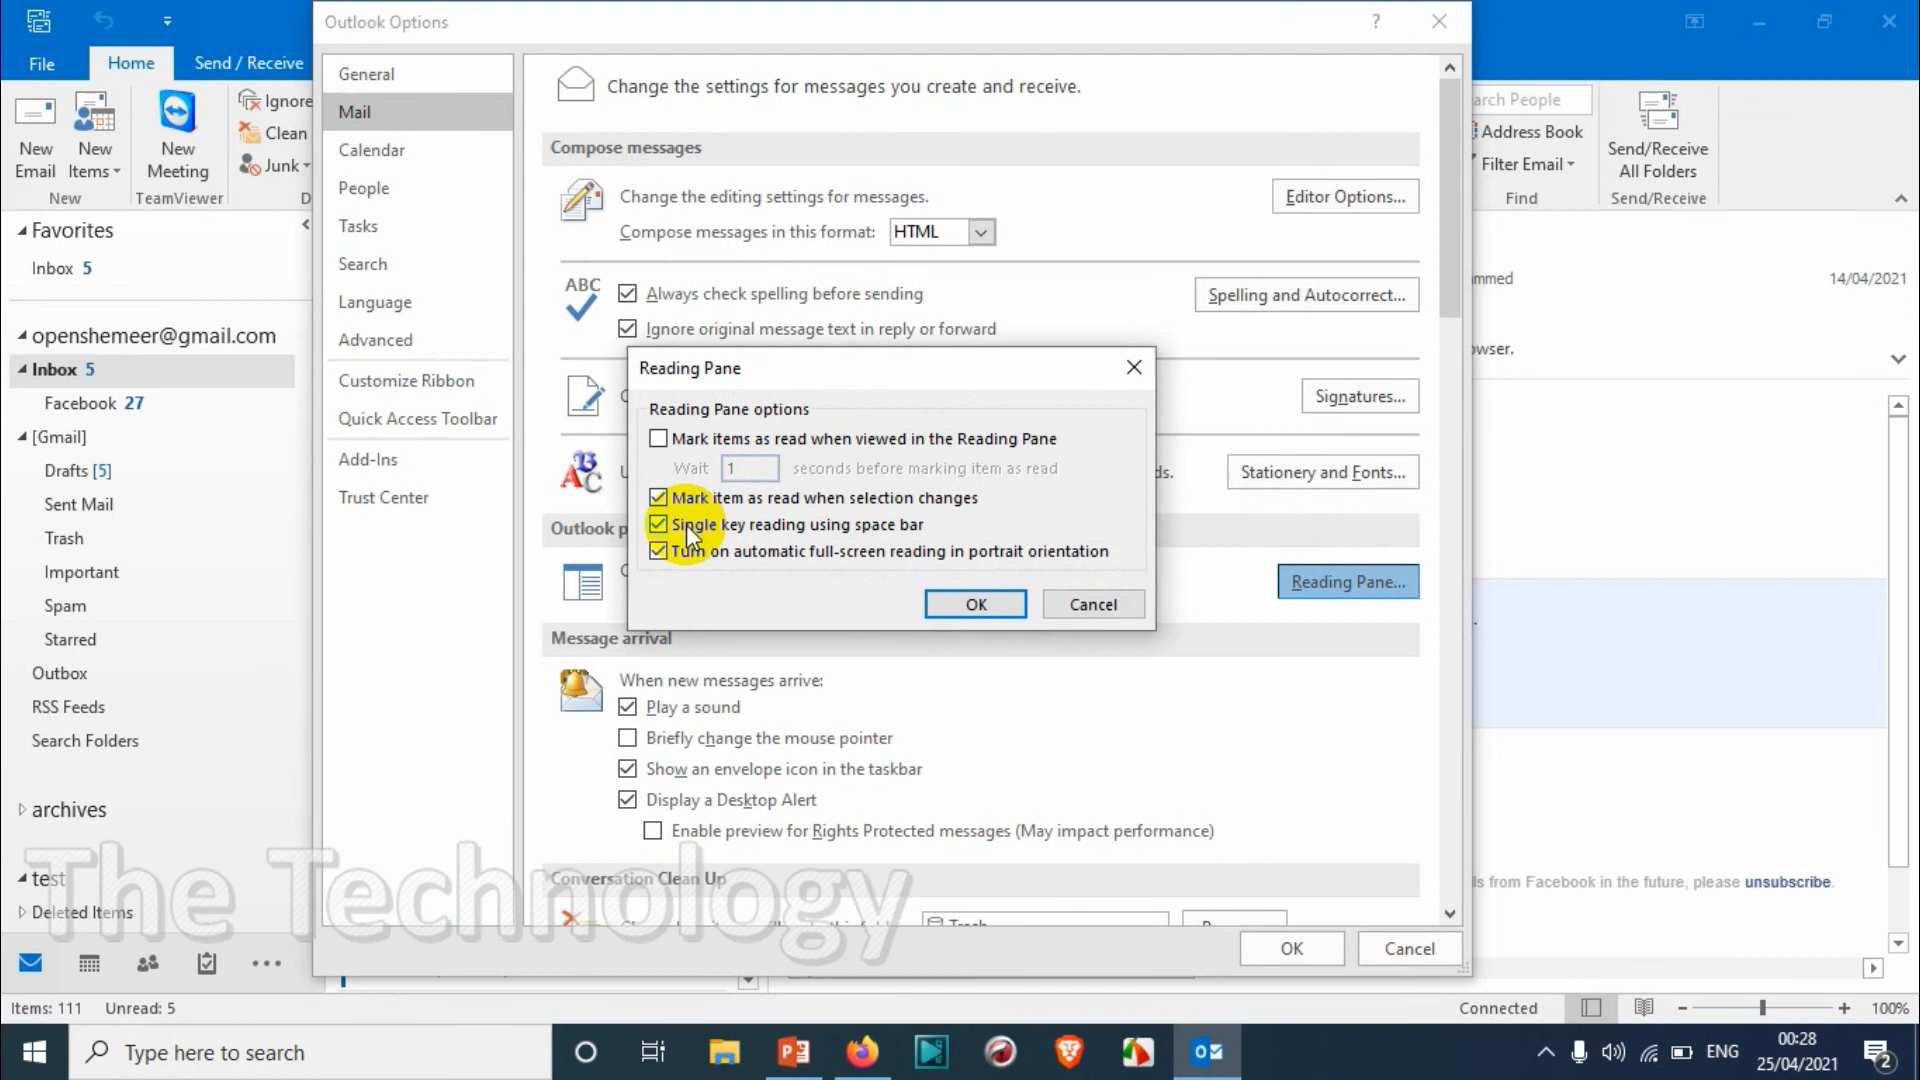 Outlook Options
File
Home
Send / Receive
New Email
New Items
New Meeting
Ignore
Clean
Junk
New
TeamViewer
Address Book
Filter Email
Find
Send/Receive All Folders
Send/Receive
Favorites
Inbox 5
openshemeer@gmail.com
Inbox 5
Facebook 27
[Gmail]
Drafts [5]
Sent Mail
Trash
Important
Spam
Starred
Outbox
RSS Feeds
Search Folders
archives
test
Deleted Items
General
Mail
Calendar
People
Tasks
Search
Language
Advanced
Customize Ribbon
Quick Access Toolbar
Add-Ins
Trust Center
Change the settings for messages you create and receive.
Compose messages
Change the editing settings for messages.
Editor Options...
Compose messages in this format: HTML
ABC
Always check spelling before sending
Spelling and Autocorrect...
Ignore original message text in reply or forward
Signatures...
Stationery and Fonts...
Reading Pane...
Reading Pane
Reading Pane options
Mark items as read when viewed in the Reading Pane
Wait 1 seconds before marking item as read
Mark item as read when selection changes
Single key reading using space bar
Turn on automatic full-screen reading in portrait orientation
OK
Cancel
Message arrival
When new messages arrive:
Play a sound
Briefly change the mouse pointer
Show an envelope icon in the taskbar
Display a Desktop Alert
Enable preview for Rights Protected messages (May impact performance)
Conversation Clean Up
OK
Cancel
14/04/2021
s from Facebook in the future, please unsubscribe.
The Technology
Items: 111
Unread: 5
Connected
100%
Type here to search
ENG
00:28
25/04/2021
2